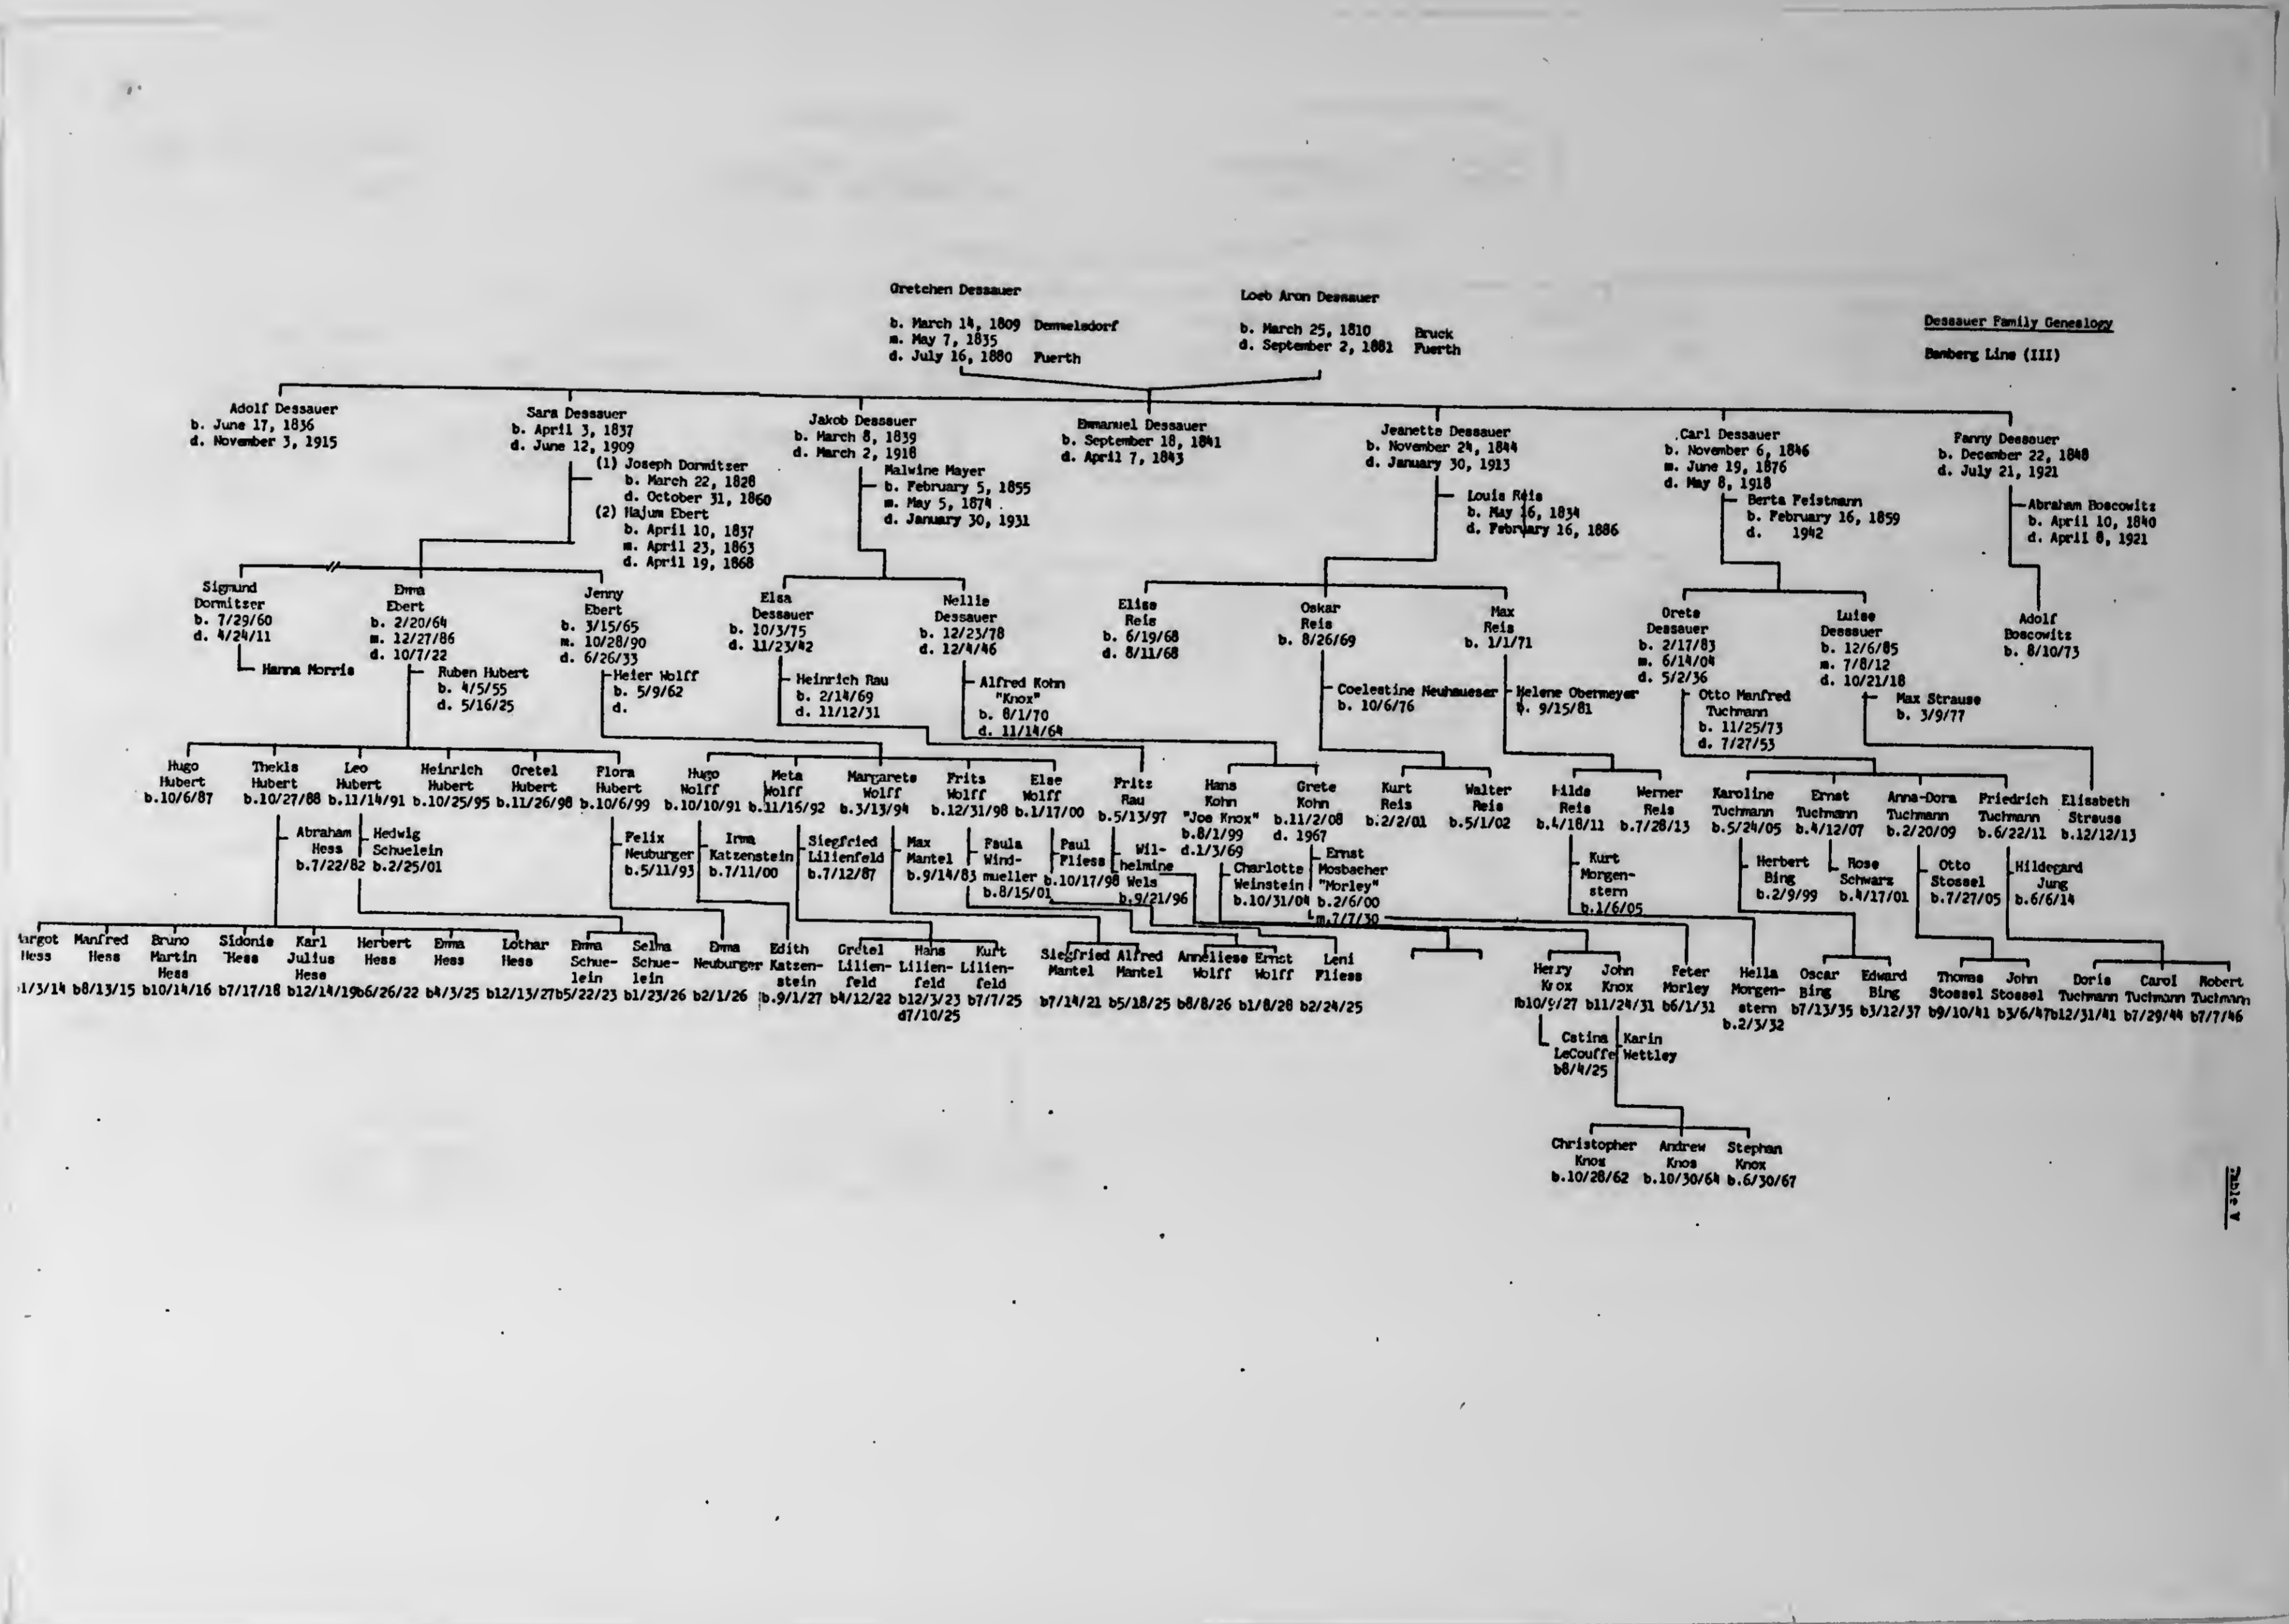 Gretchen Dessauer
b. March 14, 1809 Demmelsdorf
m. May 7, 1835
d. July 16, 1880 Fuerth
Loeb Aron Dessauer
b. March 25, 1810 Bruck
d. September 2, 1881 Fuerth
Dessauer Family Genealogy
Bamberg Line (III)
Adolf Dessauer
b. June 17, 1836
d. November 3, 1915
Sara Dessauer
b. April 3, 1837
d. June 12, 1909
(1) Joseph Dormitzer
b. March 22, 1828
d. October 31, 1860
(2) Hajum Ebert
b. April 10, 1837
m. April 23, 1863
d. April 19, 1868
Jakob Dessauer
b. March 8, 1839
d. March 2, 1918
Malwine Mayer
b. February 5, 1855
m. May 5, 1874
d. January 30, 1931
Emmanuel Dessauer
b. September 18, 1841
d. April 7, 1843
Jeanette Dessauer
b. November 24, 1844
d. January 30, 1913
Louis Reis
b. May 16, 1834
d. February 16, 1886
Carl Dessauer
b. November 6, 1846
m. June 19, 1876
d. May 8, 1918
Berta Feistmann
b. February 16, 1859
d. 1942
Fanny Dessauer
b. December 22, 1848
d. July 21, 1921
Abraham Boscowitz
b. April 10, 1840
d. April 8, 1921
Sigmund
Dormitzer
b. 7/29/60
d. 4/24/11
Hanna Morris
Emma
Ebert
b. 2/20/64
m. 12/27/86
d. 10/7/22
Ruben Hubert
b. 4/5/55
d. 5/16/25
Jenny
Ebert
b. 3/15/65
m. 10/28/90
d. 6/26/33
Heier Wolff
b. 5/9/62
d.
Elsa
Dessauer
b. 10/3/75
d. 11/23/42
Heinrich Rau
b. 2/14/69
d. 11/12/31
Nellie
Dessauer
b. 12/23/78
d. 12/4/46
Alfred Kohn
"Knox"
b. 8/1/70
d. 11/14/64
Elise
Reis
b. 6/19/68
d. 8/11/68
Oskar
Reis
b. 8/26/69
Coelestine Neuhaueser
b. 10/6/76
Max
Reis
b. 1/1/71
Helene Obermeyer
b. 9/15/81
Grete
Dessauer
b. 2/17/83
m. 6/14/04
d. 5/2/36
Otto Manfred
Tuchmann
b. 11/25/73
d. 7/27/53
Luise
Dessauer
b. 12/6/85
m. 7/8/12
d. 10/21/18
Max Strause
b. 3/9/77
Adolf
Boscowitz
b. 8/10/73
Hugo
Hubert
b.10/6/87
Thekla
Hubert
b.10/27/88
Abraham
Hess
b.7/22/82
Leo
Hubert
b.11/14/91
Hedwig
Schuelein
b.2/25/01
Heinrich
Hubert
b.10/25/95
Gretel
Hubert
b.11/26/98
Flora
Hubert
b.10/6/99
Felix
Neuburger
b.5/11/93
Hugo
Wolff
b.10/10/91
Irma
Katzenstein
b.7/11/00
Meta
Wolff
b.11/16/92
Siegfried
Lilienfeld
b.7/12/87
Margarete
Wolff
b.3/13/94
Max
Mantel
b.9/14/83
Frits
Wolff
b.12/31/98
Paula
Wind-
mueller
b.8/15/01
Else
Wolff
b.1/17/00
Paul
Fliess
b.10/17/98
Fritz
Rau
b.5/13/97
Wil-
helmine
Wels
b.9/21/96
Hans
Kohn
"Joe Knox"
b.8/1/99
d.1/3/69
Charlotte
Weinstein
b.10/31/04
Grete
Kohn
b.11/2/08
d. 1967
Ernst
Mosbacher
"Morley"
b.2/6/00
m.7/7/30
Kurt
Reis
b.2/2/01
Walter
Reis
b.5/1/02
Hilde
Reis
b.4/18/11
Kurt
Morgen-
stern
b.1/6/05
Werner
Reis
b.7/28/13
Karoline
Tuchmann
b.5/24/05
Herbert
Bing
b.2/9/99
Ernst
Tuchmann
b.4/12/07
Rose
Schwarz
b.4/17/01
Anna-Dora
Tuchmann
b.2/20/09
Otto
Stossel
b.7/27/05
Friedrich
Tuchmann
b.6/22/11
Hildegard
Jung
b.6/6/14
Elisabeth
Strause
b.12/12/13
argot
Hess
1/3/14
Manfred
Hess
b8/13/15
Bruno
Martin
Hess
b10/14/16
Sidonie
Hess
b7/17/18
Karl
Julius
Hess
b12/14/19
Herbert
Hess
b6/26/22
Emma
Hess
b4/3/25
Lothar
Hess
b12/13/27
Emma
Schue-
lein
b5/22/23
Selma
Schue-
lein
b1/23/26
Emma
Neuburger
b2/1/26
Edith
Katzen-
stein
b.9/1/27
Gretel
Lilien-
feld
b4/12/22
Hans
Lilien-
feld
b12/3/23
d7/10/25
Kurt
Lilien-
feld
b7/7/25
Siegfried
Mantel
b7/14/21
Alfred
Mantel
b5/18/25
Anneliese
Wolff
b8/8/26
Ernst
Wolff
b1/8/28
Leni
Fliess
b2/24/25
Henry
Knox
b10/9/27
Catina
LeCouffe
b8/4/25
John
Knox
b11/24/31
Karin
Wettley
Peter
Morley
b6/1/31
Hella
Morgen-
stern
b.2/3/32
Oscar
Bing
b7/13/35
Edward
Bing
b3/12/37
Thomas
Stossel
b9/10/41
John
Stossel
b3/6/47
Doris
Tuchmann
b12/31/41
Carol
Tuchmann
b7/29/44
Robert
Tuchmann
b7/7/46
Christopher
Knox
b.10/28/62
Andrew
Knos
b.10/30/64
Stephan
Knox
b.6/30/67
Table V